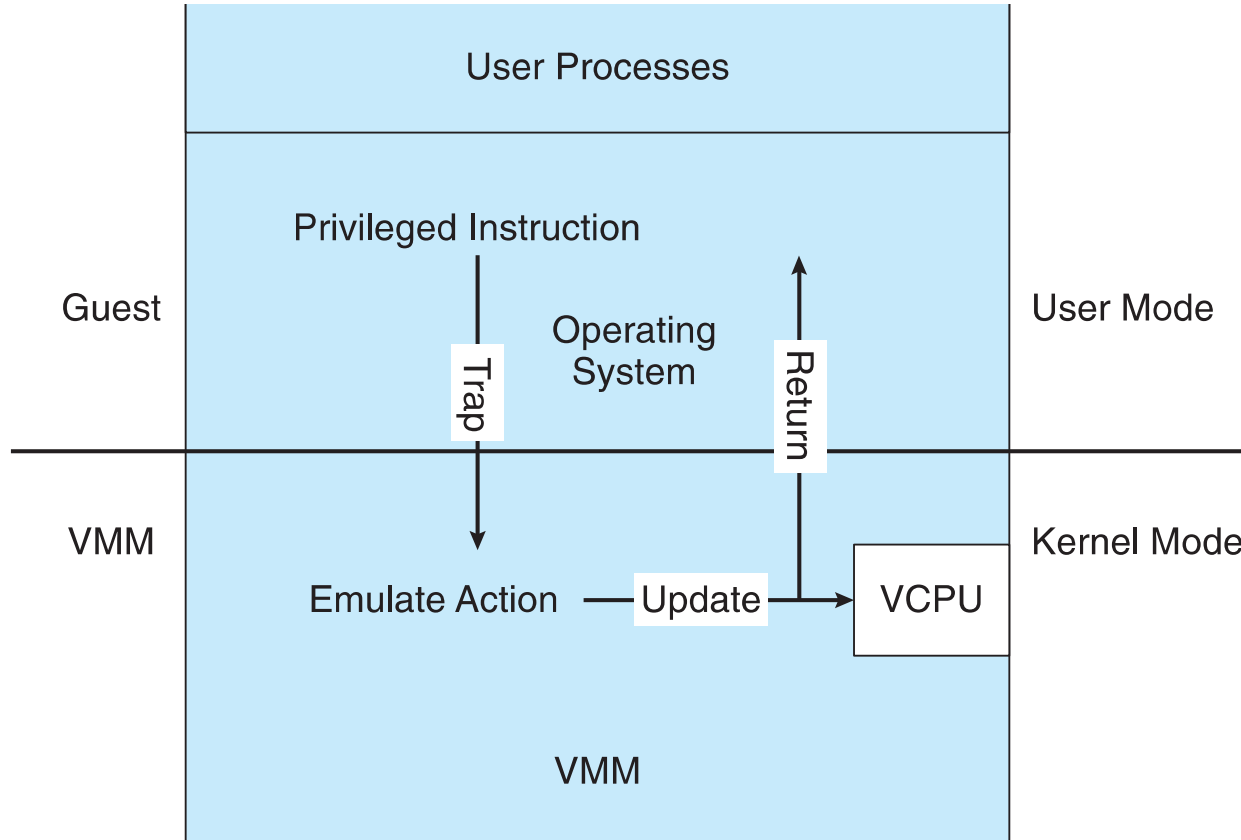 User Processes
Privileged Instruction
Guest
Operating
System
User Mode
Trap
Return
VMM
Kernel Mode
Emulate Action
Update
VCPU
VMM